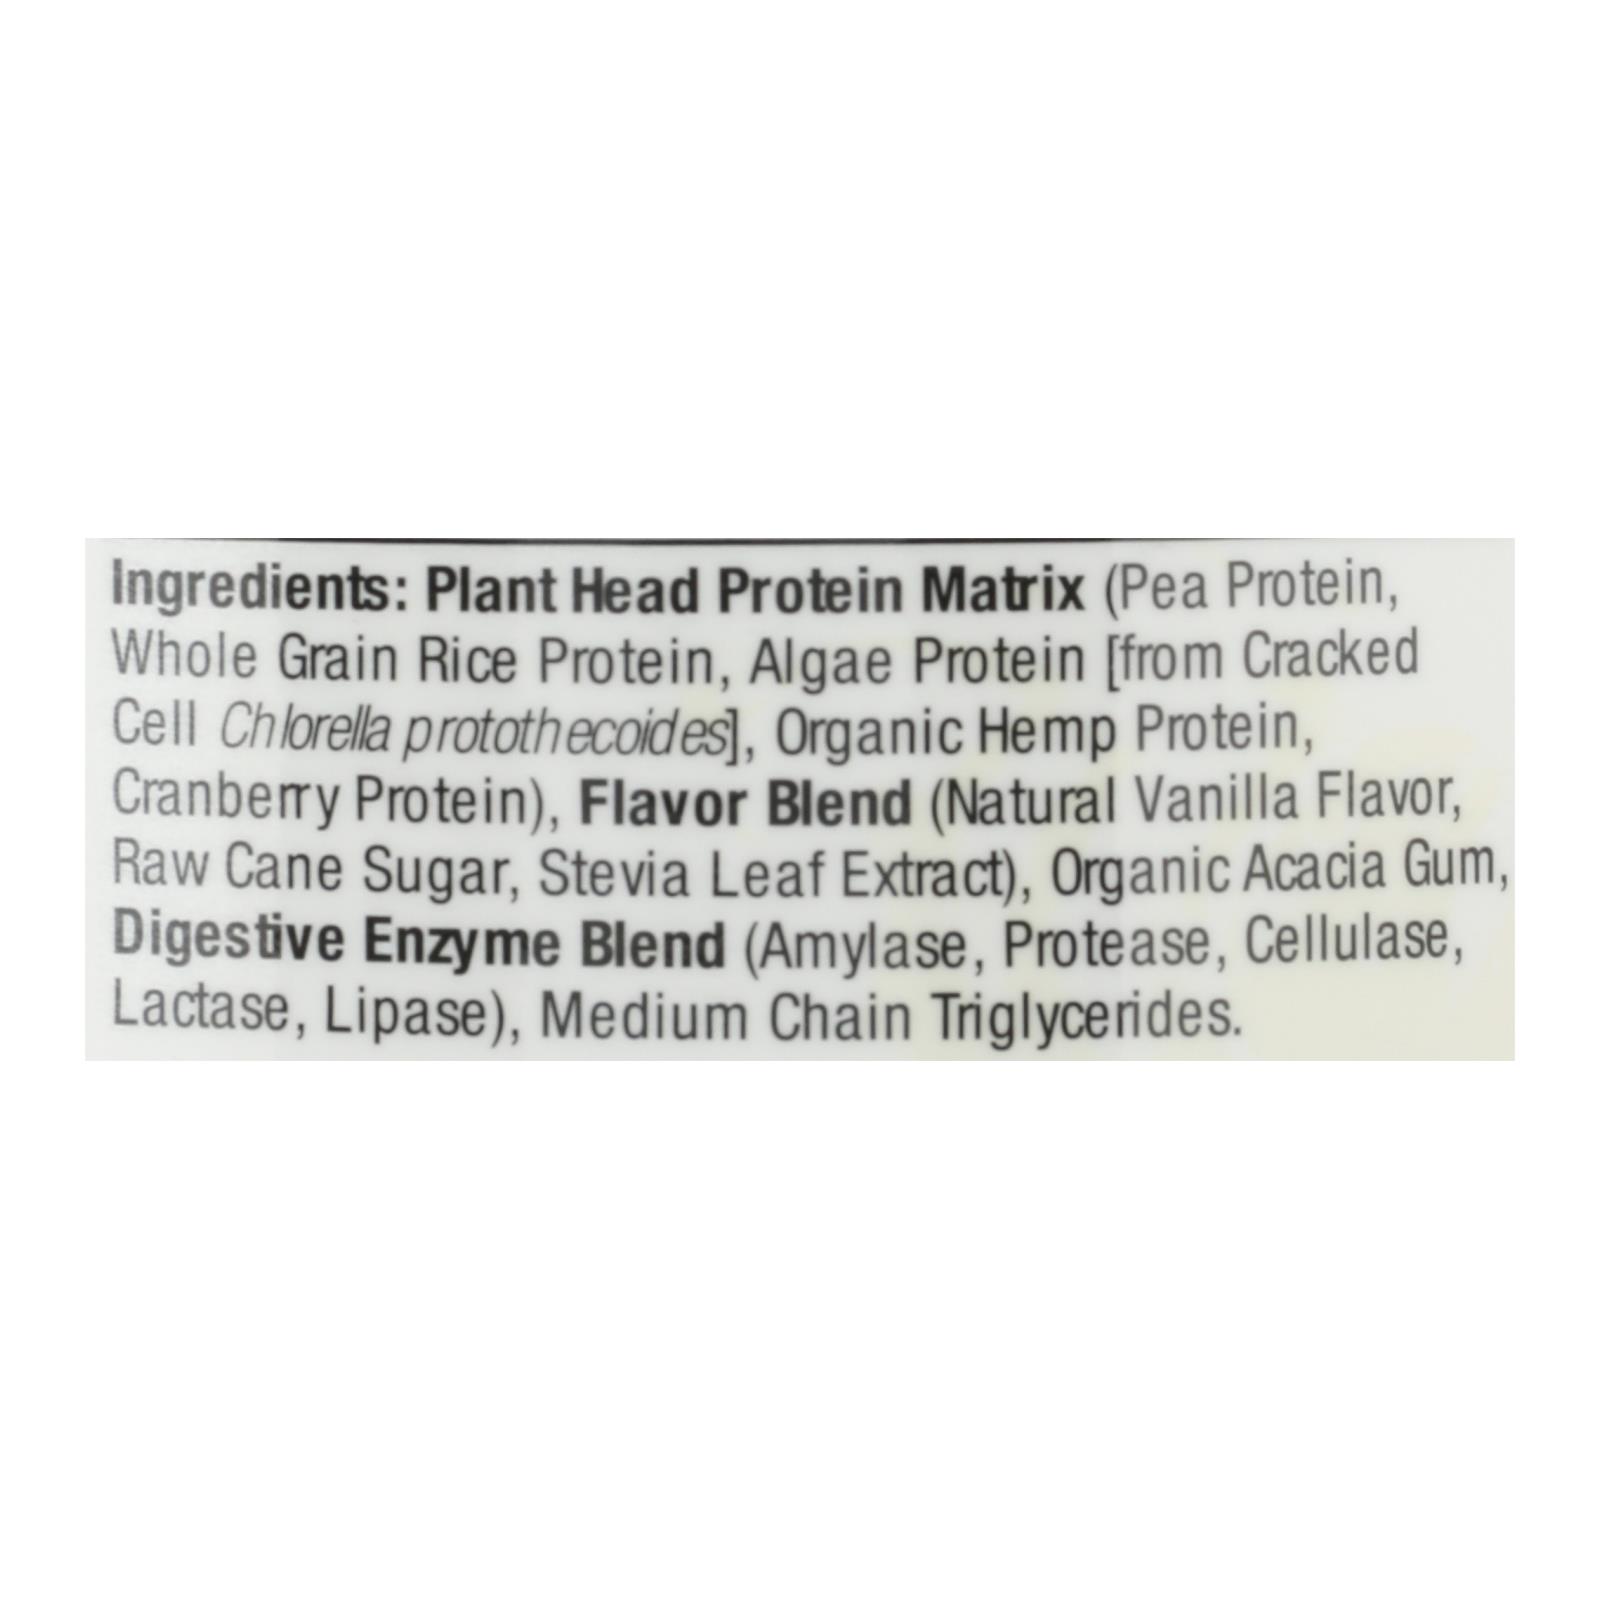 Ingredients: Plant Head Protein Matrix (Pea Protein,
Whole Grain Rice Protein, Algae Protein [from Cracked
Cell Chlorella protothecoides], Organic Hemp Protein,
Cranberry Protein), Flavor Blend (Natural Vanilla Flavor,
Raw Cane Sugar, Stevia Leaf Extract), Organic Acacia Gum,
Digestive Enzyme Blend (Amylase, Protease, Cellulase,
Lactase, Lipase), Medium Chain Triglycerides.